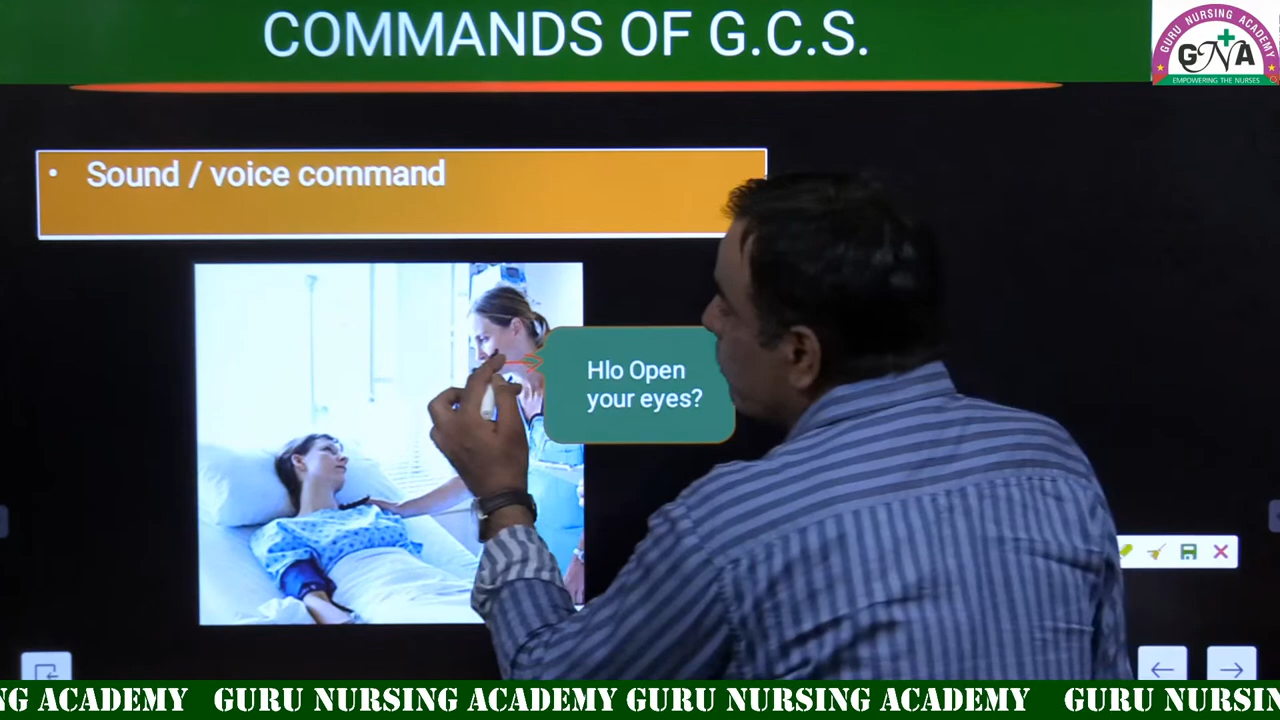 COMMANDS OF G.C.S.
GURU NURSING ACADEMY
GNA
EMPOWERING THE NURSES
• Sound / voice command
Hlo Open
your eyes?
NG ACADEMY GURU NURSING ACADEMY GURU NURSING ACADEMY GURU NURSIN